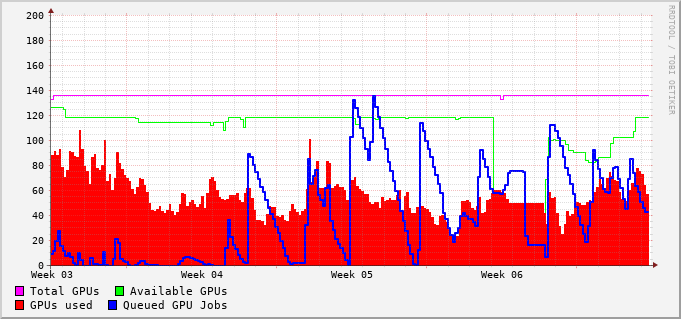 200
180
160
140
120
100
80
60
40
20
0
Week 03 Week 04 Week 05 Week 06
Total GPUs Available GPUs
GPUs used Queued GPU Jobs
RRDTOOL / TOBI OETIKER